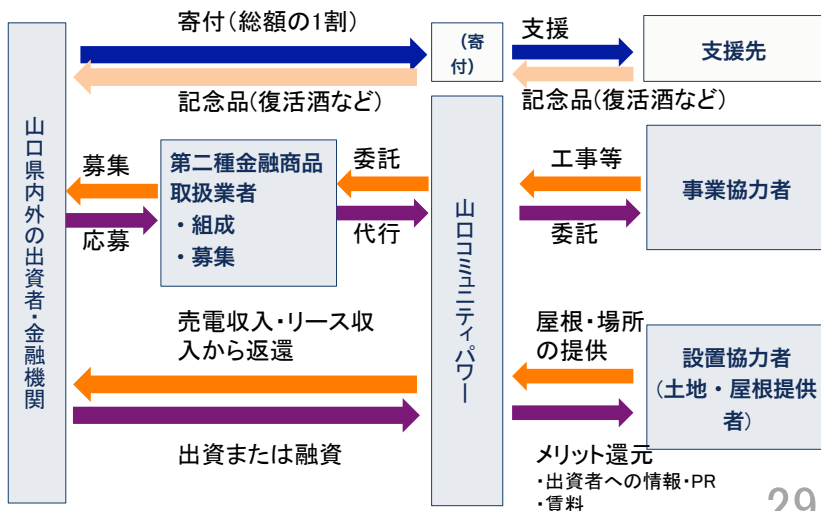 寄付（総額の1割）
記念品(復活酒など)
(寄
付)
支援
記念品(復活酒など)
支援先
山口県内外の出資者・金融機関
募集
応募
第二種金融商品
取扱業者
・組成
・募集
委託
代行
山口コミュニティパワー
工事等
委託
事業協力者
売電収入・リース収
入から返還
出資または融資
屋根・場所
の提供
メリット還元
・出資者への情報・PR
・賃料
設置協力者
(土地・屋根提供
者)
29